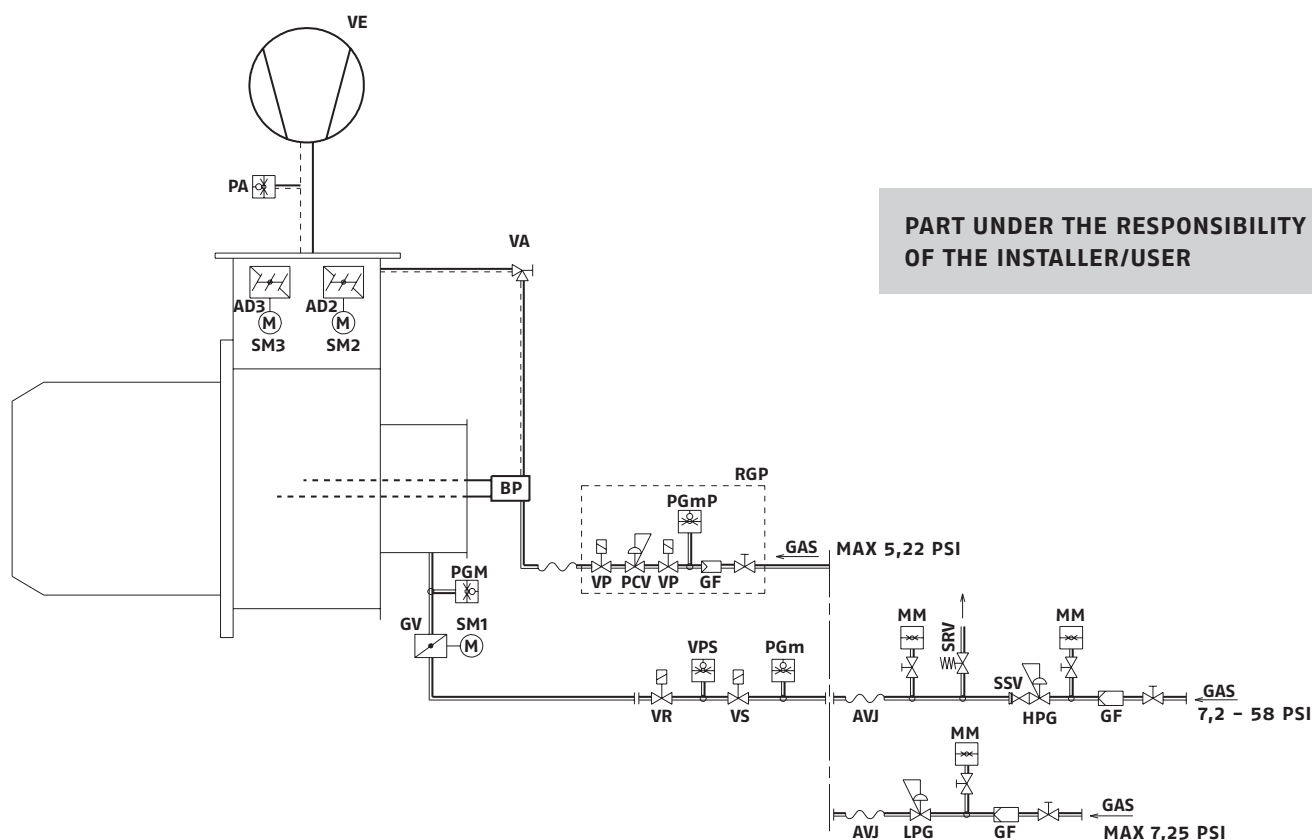 VE
PA
PART UNDER THE RESPONSIBILITY
OF THE INSTALLER/USER
VA
AD3
AD2
M
M
SM3
SM2
BP
RGP
PGmP
GAS
MAX 5,22 PSI
VP
PCV
VP
GF
PGM
GV
SM1
M
VPS
PGm
MM
SRV
MM
SSV
GAS
VR
VS
AVJ
HPG
GF
7,2 – 58 PSI
MM
GAS
AVJ
LPG
GF
MAX 7,25 PSI